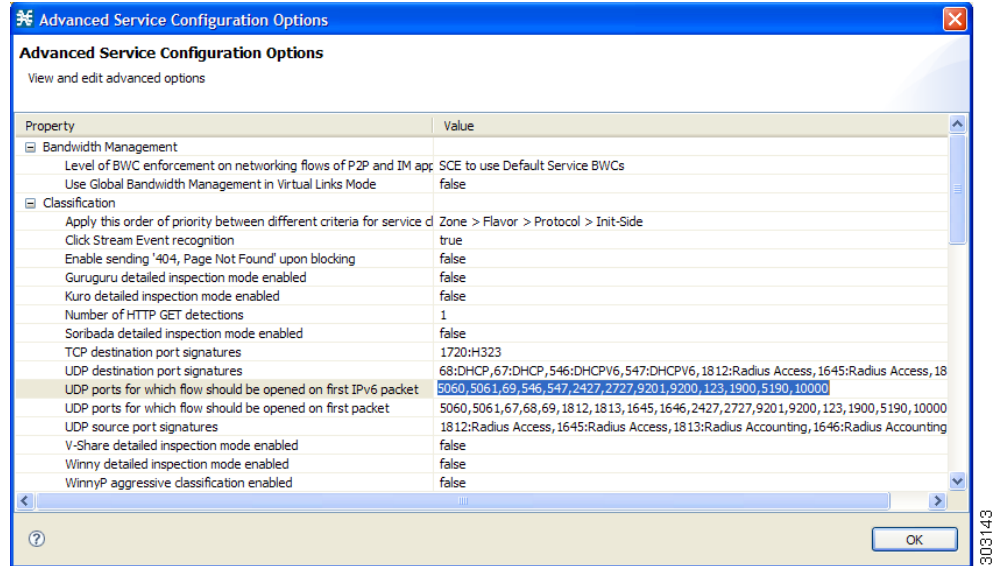 Advanced Service Configuration Options
Advanced Service Configuration Options
View and edit advanced options
Property Value
Bandwidth Management
Level of BWC enforcement on networking flows of P2P and IM app SCE to use Default Service BWCs
Use Global Bandwidth Management in Virtual Links Mode false
Classification
Apply this order of priority between different criteria for service cl Zone > Flavor > Protocol > Init-Side
Click Stream Event recognition true
Enable sending '404, Page Not Found' upon blocking false
Guruguru detailed inspection mode enabled false
Kuro detailed inspection mode enabled false
Number of HTTP GET detections 1
Soribada detailed inspection mode enabled false
TCP destination port signatures 1720:H323
UDP destination port signatures 68:DHCP,67:DHCP,546:DHCPV6,547:DHCPV6,1812:Radius Access,1645:Radius Access,18
UDP ports for which flow should be opened on first IPv6 packet 5060,5061,69,546,547,2427,2727,9201,9200,123,1900,5190,10000
UDP ports for which flow should be opened on first packet 5060,5061,67,68,69,1812,1813,1645,1646,2427,2727,9201,9200,123,1900,5190,10000
UDP source port signatures 1812:Radius Access,1645:Radius Access,1813:Radius Accounting,1646:Radius Accounting
V-Share detailed inspection mode enabled false
Winny detailed inspection mode enabled false
WinnyP aggressive classification enabled false
? OK
303143